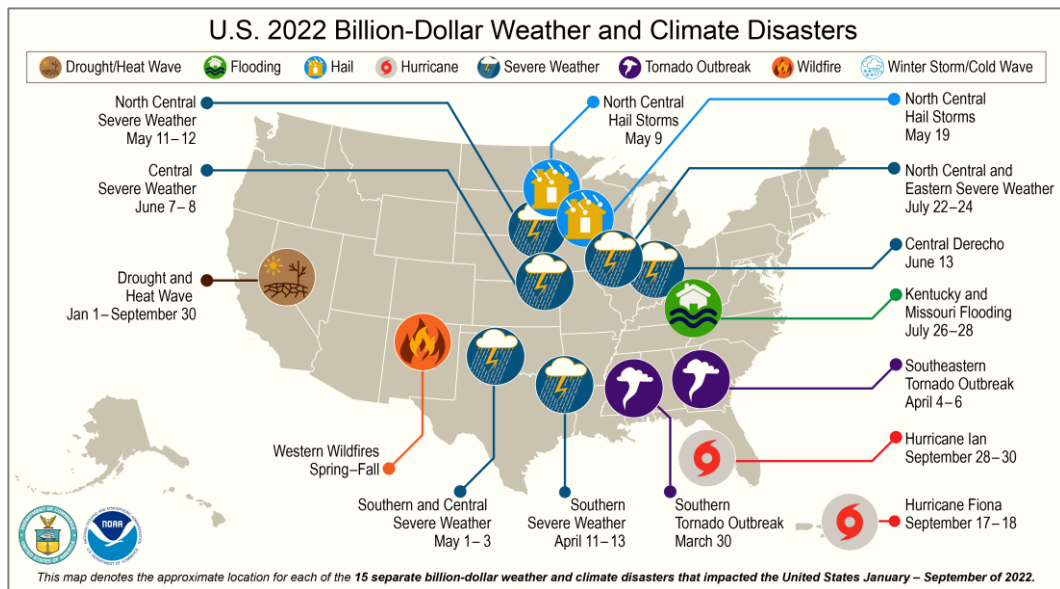 U.S. 2022 Billion-Dollar Weather and Climate Disasters
Drought/Heat Wave
Flooding
Hail
Hurricane
Severe Weather
Tornado Outbreak
Wildfire
Winter Storm/Cold Wave
North Central
Severe Weather
May 11–12
North Central
Hail Storms
May 9
North Central
Hail Storms
May 19
Central
Severe Weather
June 7–8
North Central and
Eastern Severe Weather
July 22–24
Drought and
Heat Wave
Jan 1–September 30
Central Derecho
June 13
Kentucky and
Missouri Flooding
July 26–28
Southeastern
Tornado Outbreak
April 4–6
Western Wildfires
Spring–Fall
Hurricane Ian
September 28–30
Southern and Central
Severe Weather
May 1–3
Southern
Severe Weather
April 11–13
Southern
Tornado Outbreak
March 30
Hurricane Fiona
September 17–18
NOAA
This map denotes the approximate location for each of the 15 separate billion-dollar weather and climate disasters that impacted the United States January – September of 2022.